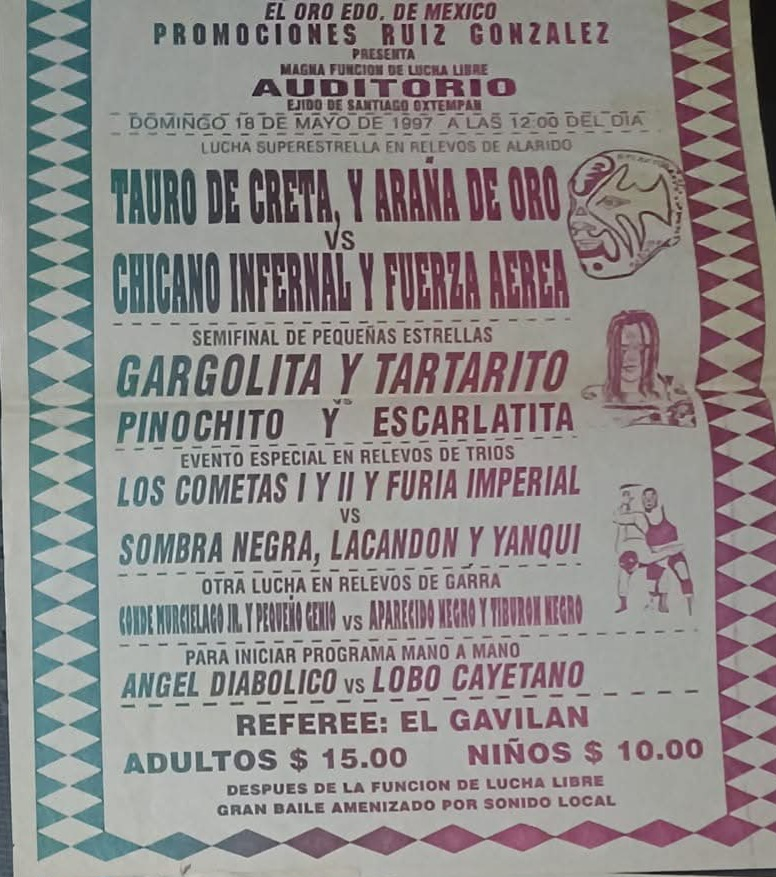 EL ORO EDO. DE MEXICO
PROMOCIONES RUIZ GONZALEZ
PRESENTA
MAGNA FUNCION DE LUCHA LIBRE
AUDITORIO
EJIDO DE SANTIAGO OXTEMPAN
DOMINGO 18 DE MAYO DE 1997 A LAS 12:00 DEL DIA
LUCHA SUPERESTRELLA EN RELEVOS DE ALARIDO
TAURO DE CRETA, Y ARAÑA DE ORO
VS
CHICANO INFERNAL Y FUERZA AEREA
SEMIFINAL DE PEQUEÑAS ESTRELLAS
GARGOLITA Y TARTARITO
VS
PINOCHITO Y ESCARLATITA
EVENTO ESPECIAL EN RELEVOS DE TRIOS
LOS COMETAS I Y II Y FURIA IMPERIAL
VS
SOMBRA NEGRA, LACANDON Y YANQUI
OTRA LUCHA EN RELEVOS DE GARRA
CONDE MURCIELAGO JR. Y PEQUEÑO GENIO VS APARECIDO NEGRO Y TIBURON NEGRO
PARA INICIAR PROGRAMA MANO A MANO
ANGEL DIABOLICO VS LOBO CAYETANO
REFEREE: EL GAVILAN
ADULTOS $ 15.00 NIÑOS $ 10.00
DESPUES DE LA FUNCION DE LUCHA LIBRE
GRAN BAILE AMENIZADO POR SONIDO LOCAL